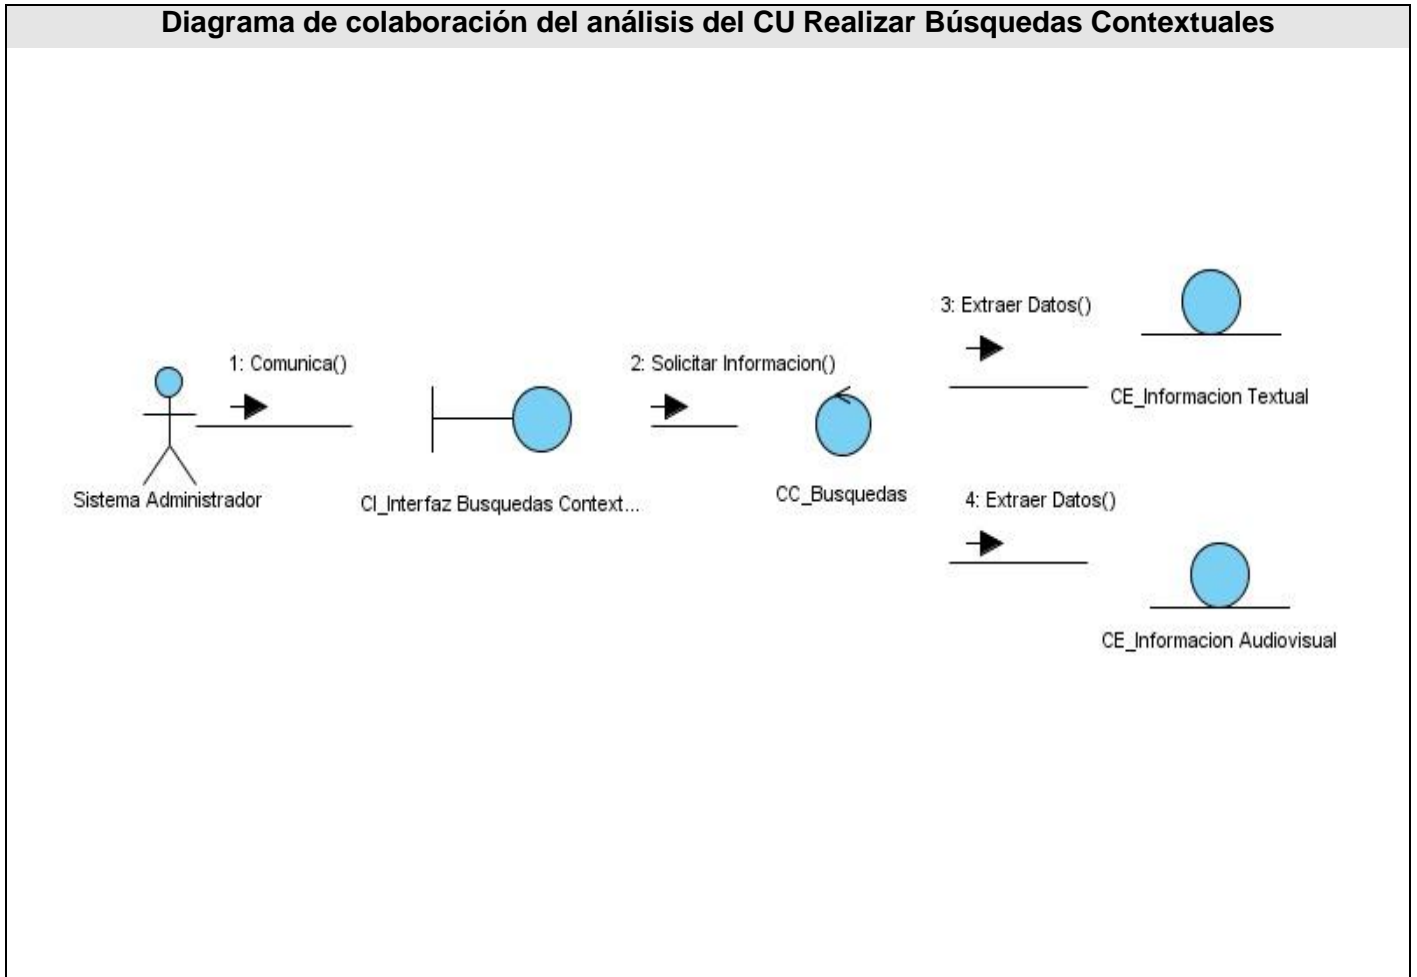 Diagrama de colaboración del análisis del CU Realizar Búsquedas Contextuales
1: Comunica()
Sistema Administrador
CI_Interfaz Busquedas Context...
2: Solicitar Informacion()
CC_Busquedas
3: Extraer Datos()
CE_Informacion Textual
4: Extraer Datos()
CE_Informacion Audiovisual